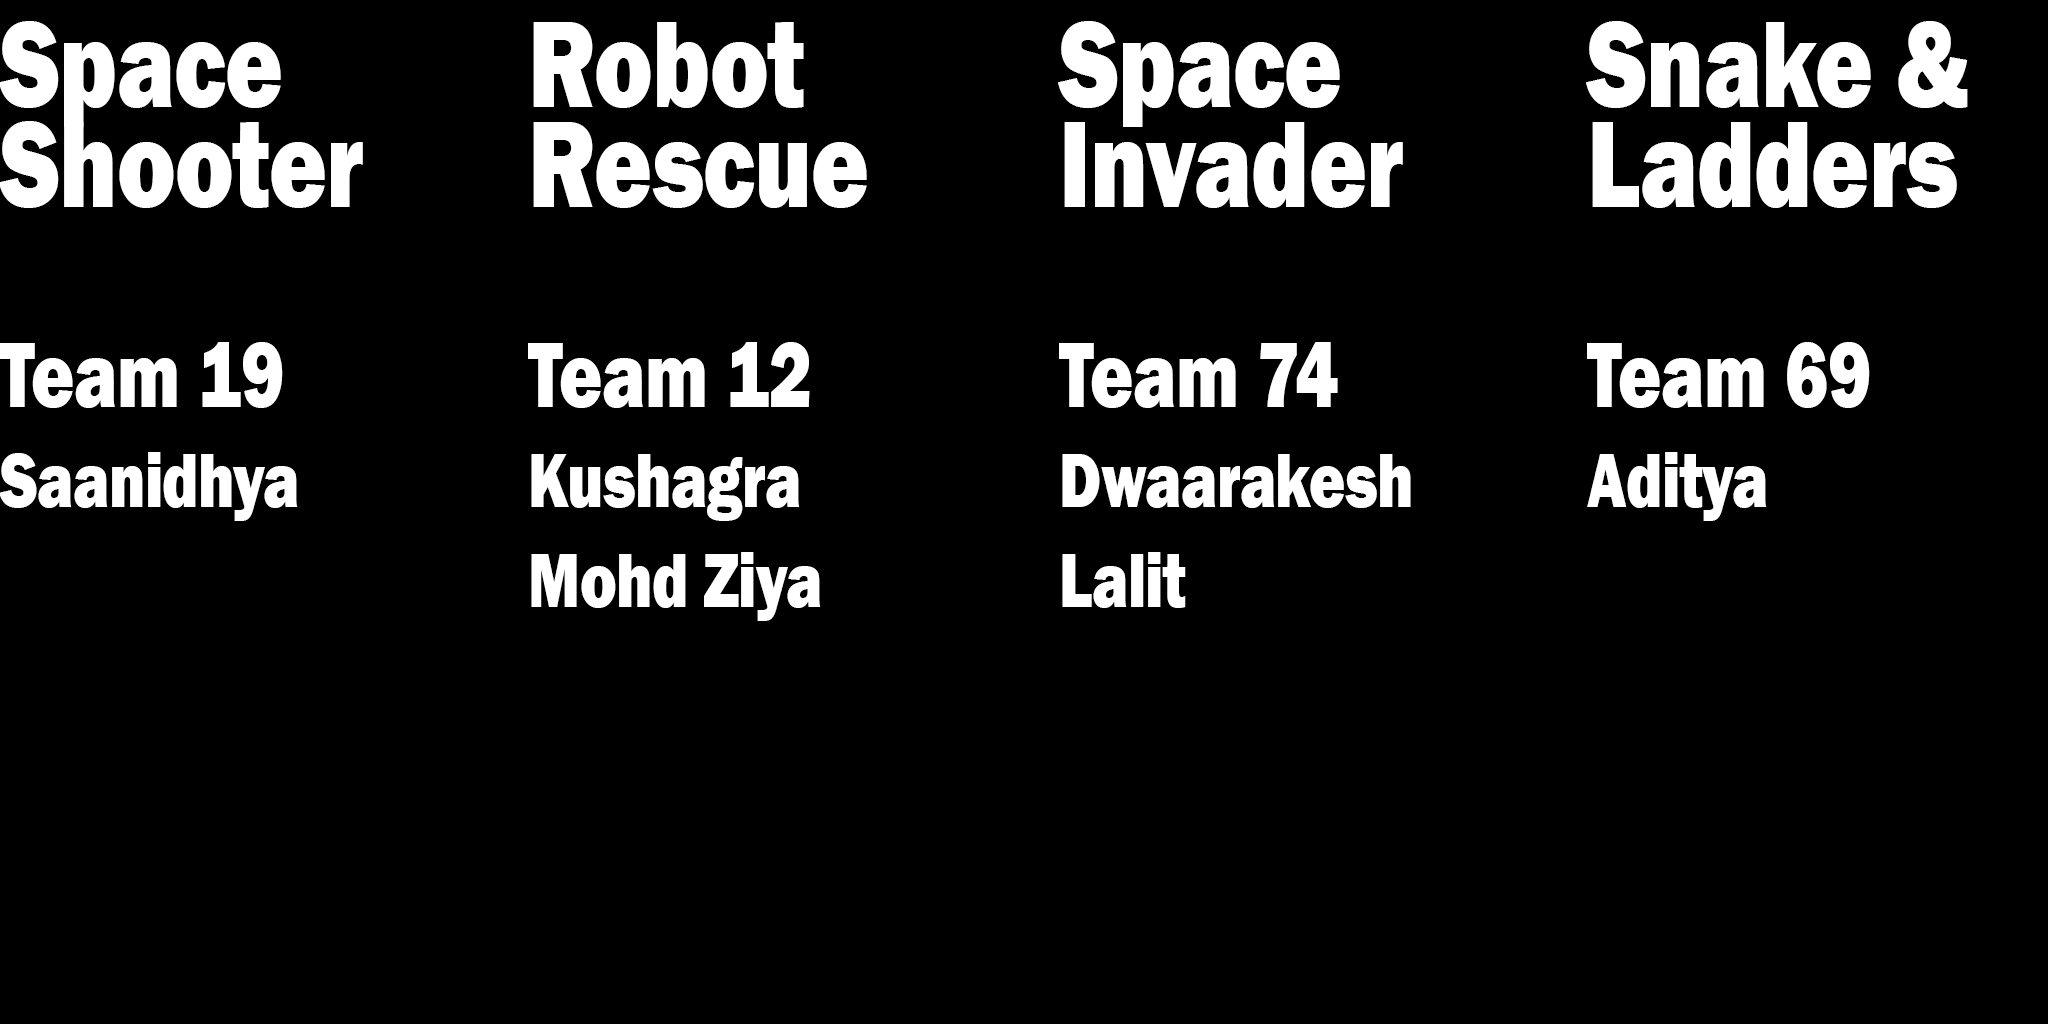 Space
Shooter
Team 19
Saanidhya
Robot
Rescue
Team 12
Kushagra
Mohd Ziya
Space
Invader
Team 74
Dwaarakesh
Lalit
Snake &
Ladders
Team 69
Aditya